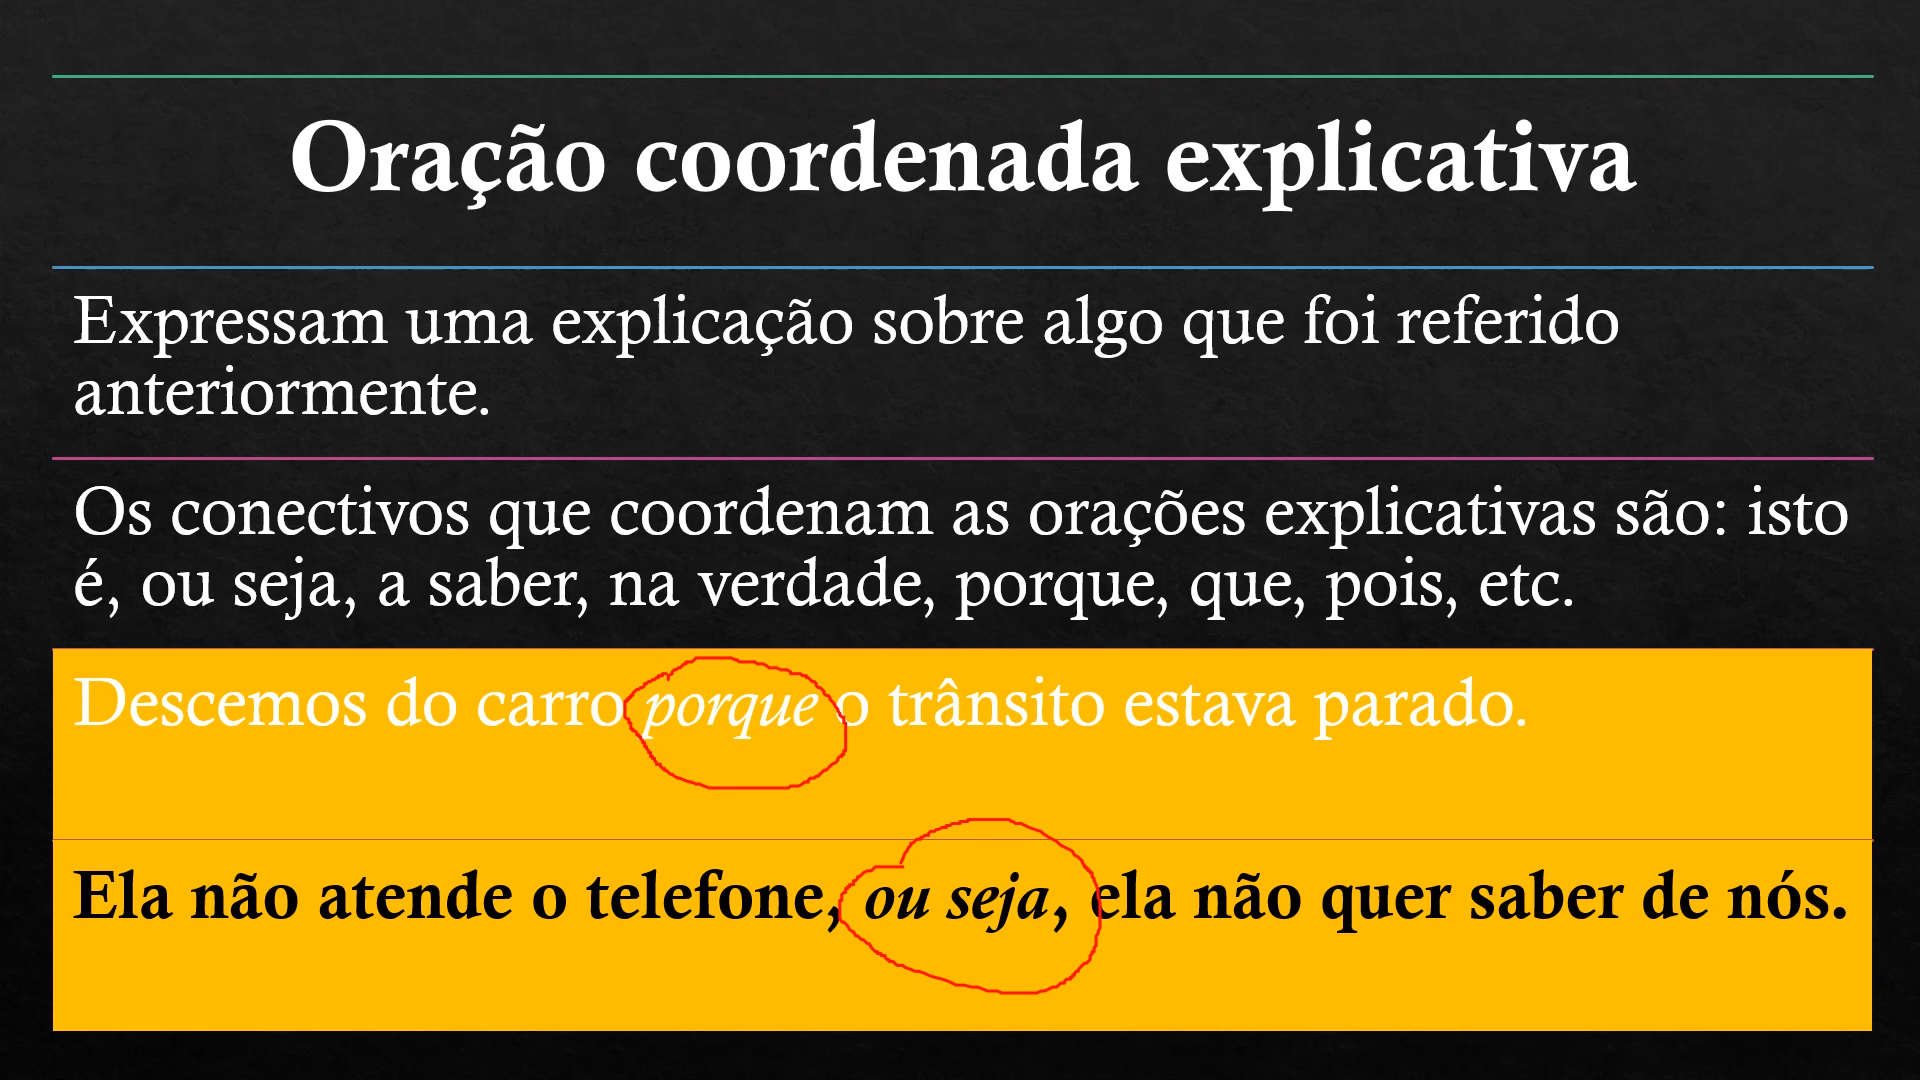 Oração coordenada explicativa
Expressam uma explicação sobre algo que foi referido
anteriormente.
Os conectivos que coordenam as orações explicativas são: isto
é, ou seja, a saber, na verdade, porque, que, pois, etc.
Descemos do carro porque o trânsito estava parado.
Ela não atende o telefone, ou seja, ela não quer saber de nós.